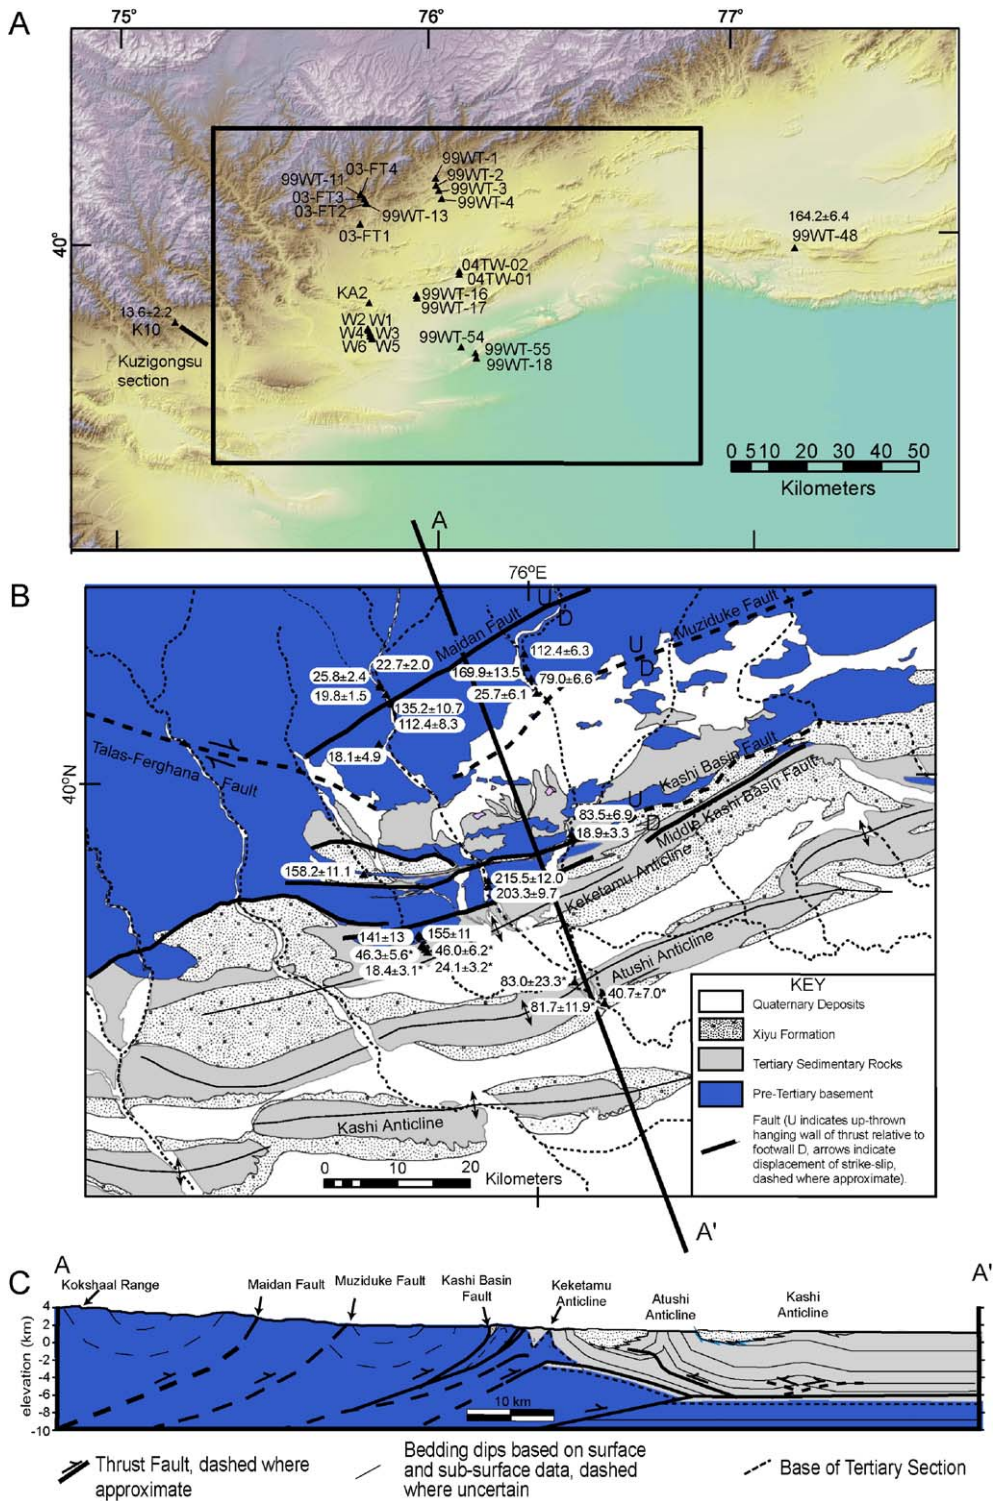 A
75°
76°
77°
40°
99WT-1
99WT-2
99WT-3
99WT-4
03-FT4
99WT-11
03-FT3
03-FT2
99WT-13
03-FT1
164.2±6.4
99WT-48
04TW-02
04TW-01
KA2
99WT-16
99WT-17
W2 W1
W4 W3
W6 W5
99WT-54
99WT-55
99WT-18
13.6±2.2
K10
Kuzigongsu
section
0 5 10 20 30 40 50
Kilometers
A
B
76°E
40°N
U
D
Maidan Fault
Muziduke Fault
U
D
112.4±6.3
22.7±2.0
169.9±13.5
25.8±2.4
79.0±6.6
19.8±1.5
25.7±6.1
135.2±10.7
112.4±8.3
18.1±4.9
Talas-Ferghana Fault
Kashi Basin Fault
U
D
Middle Kashi Basin Fault
83.5±6.9
18.9±3.3
158.2±11.1
215.5±12.0
203.3±9.7
Keketamu Anticline
141±13
155±11
46.3±5.6*
46.0±6.2*
18.4±3.1*
24.1±3.2*
Atushi Anticline
83.0±23.3*
40.7±7.0*
81.7±11.9*
Kashi Anticline
0 10 20
Kilometers
KEY
Quaternary Deposits
Xiyu Formation
Tertiary Sedimentary Rocks
Pre-Tertiary basement
Fault (U indicates up-thrown
hanging wall of thrust relative to
footwall D, arrows indicate
displacement of strike-slip,
dashed where approximate).
A'
C
A
A'
Kokshaal Range
Maidan Fault
Muziduke Fault
Kashi Basin
Fault
Keketamu
Anticline
Atushi
Anticline
Kashi
Anticline
elevation (km)
4
2
0
-2
-4
-6
-8
-10
4
2
0
-2
-4
-6
-8
-10
10 km
Thrust Fault, dashed where
approximate
Bedding dips based on surface
and sub-surface data, dashed
where uncertain
Base of Tertiary Section